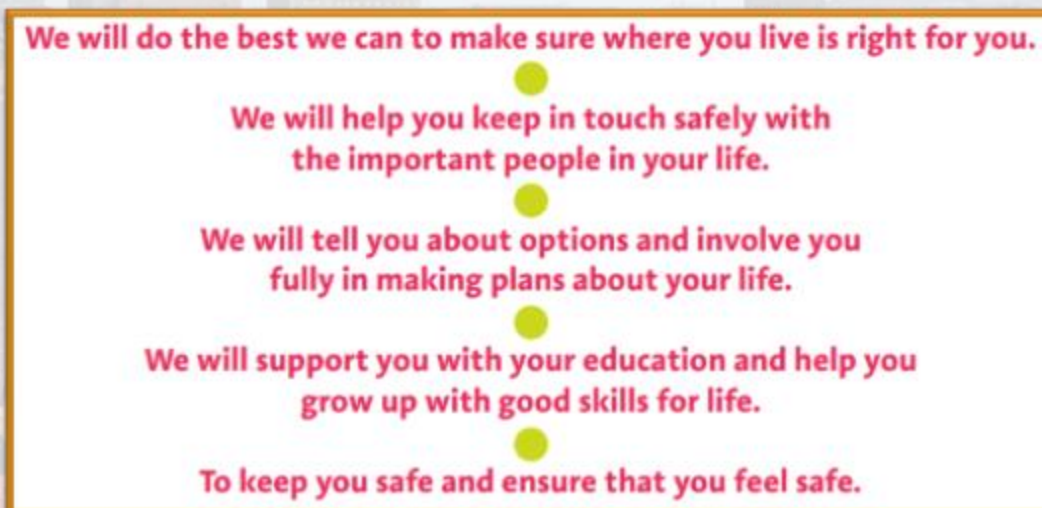 We will do the best we can to make sure where you live is right for you.
We will help you keep in touch safely with
the important people in your life.
We will tell you about options and involve you
fully in making plans about your life.
We will support you with your education and help you
grow up with good skills for life.
To keep you safe and ensure that you feel safe.